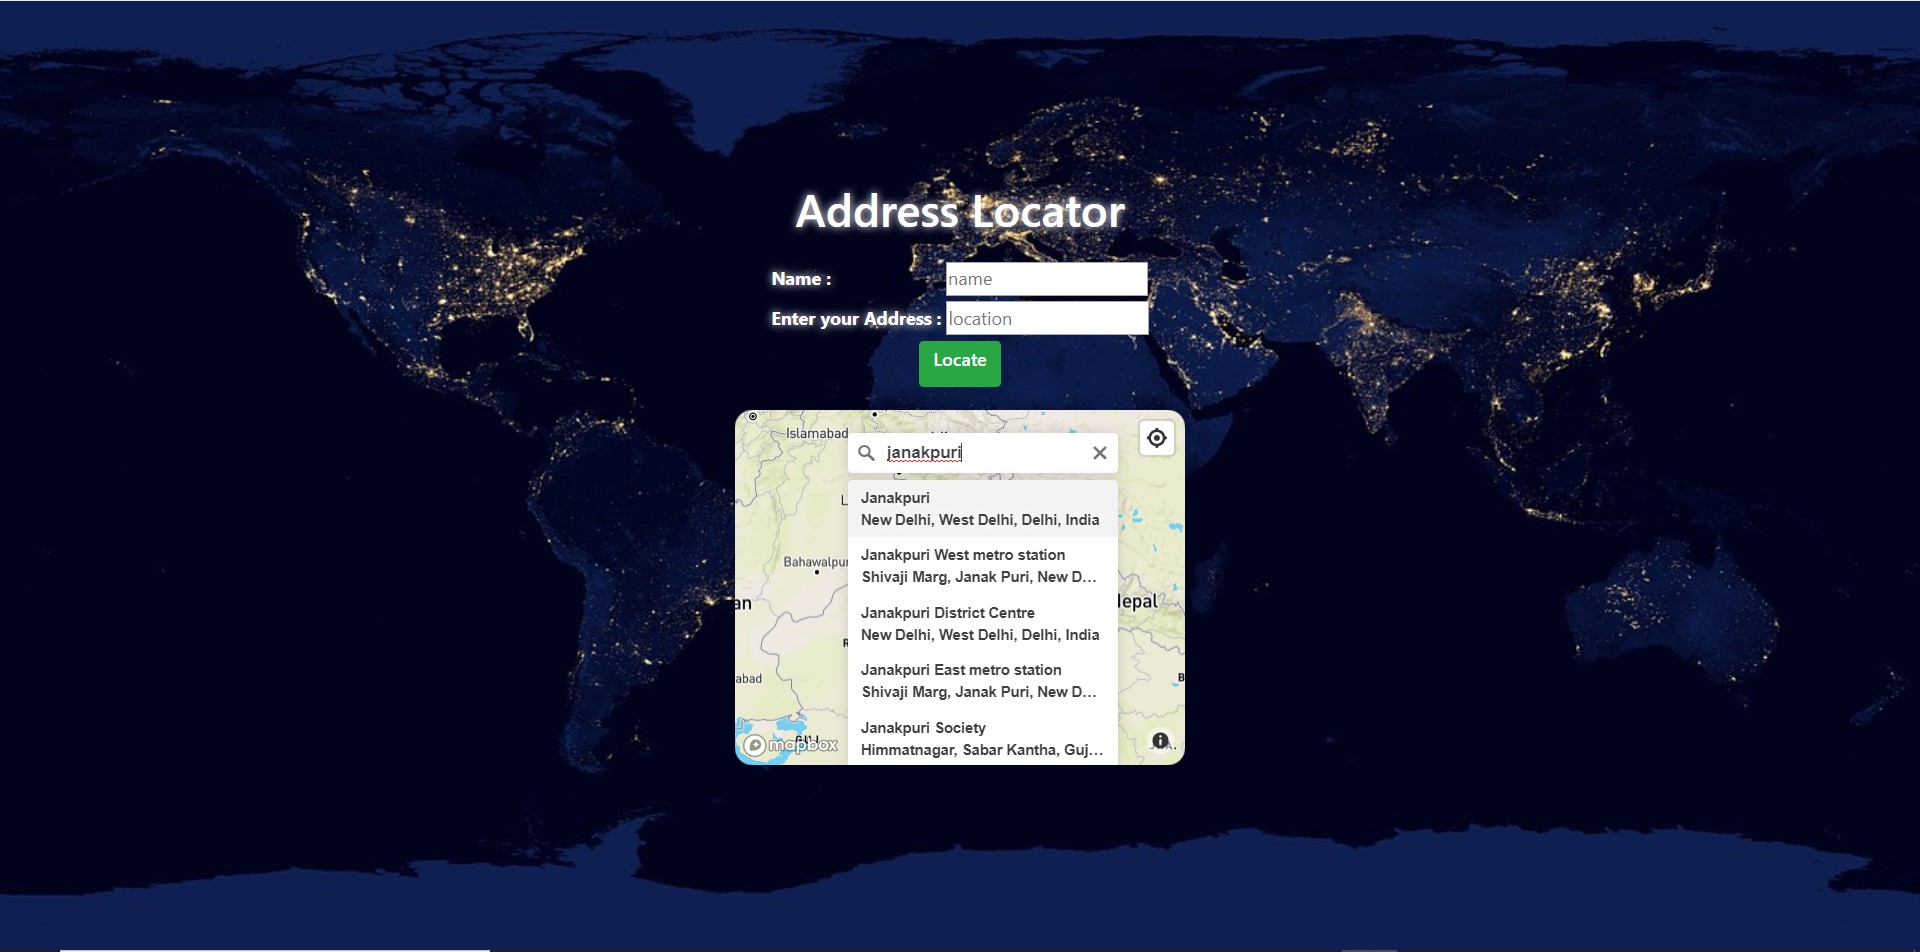 Address Locator
Name :
name
Enter your Address :
location
Locate
Islamabad
janakpuri
Janakpuri
New Delhi, West Delhi, Delhi, India
Janakpuri West metro station
Shivaji Marg, Janak Puri, New D...
Bahawalpur
Janakpuri District Centre
New Delhi, West Delhi, Delhi, India
an
Nepal
Janakpuri East metro station
Shivaji Marg, Janak Puri, New D...
abad
Janakpuri Society
Himmatnagar, Sabar Kantha, Guj...
mapbox